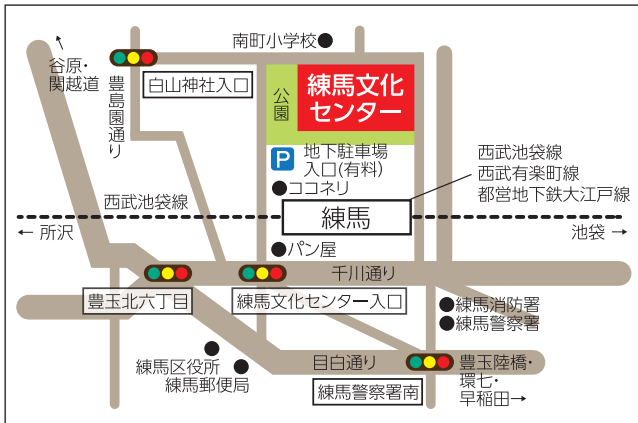 南町小学校
谷原・
関越道
豊島園通り
白山神社入口
公園
練馬文化
センター
P
地下駐車場
入口(有料)
ココネリ
西武池袋線
西武有楽町線
都営地下鉄大江戸線
西武池袋線
練馬
← 所沢
池袋 →
パン屋
千川通り
豊玉北六丁目
練馬文化センター入口
練馬消防署
練馬警察署
練馬区役所
練馬郵便局
目白通り
練馬警察署南
豊玉陸橋・
環七・
早稲田→